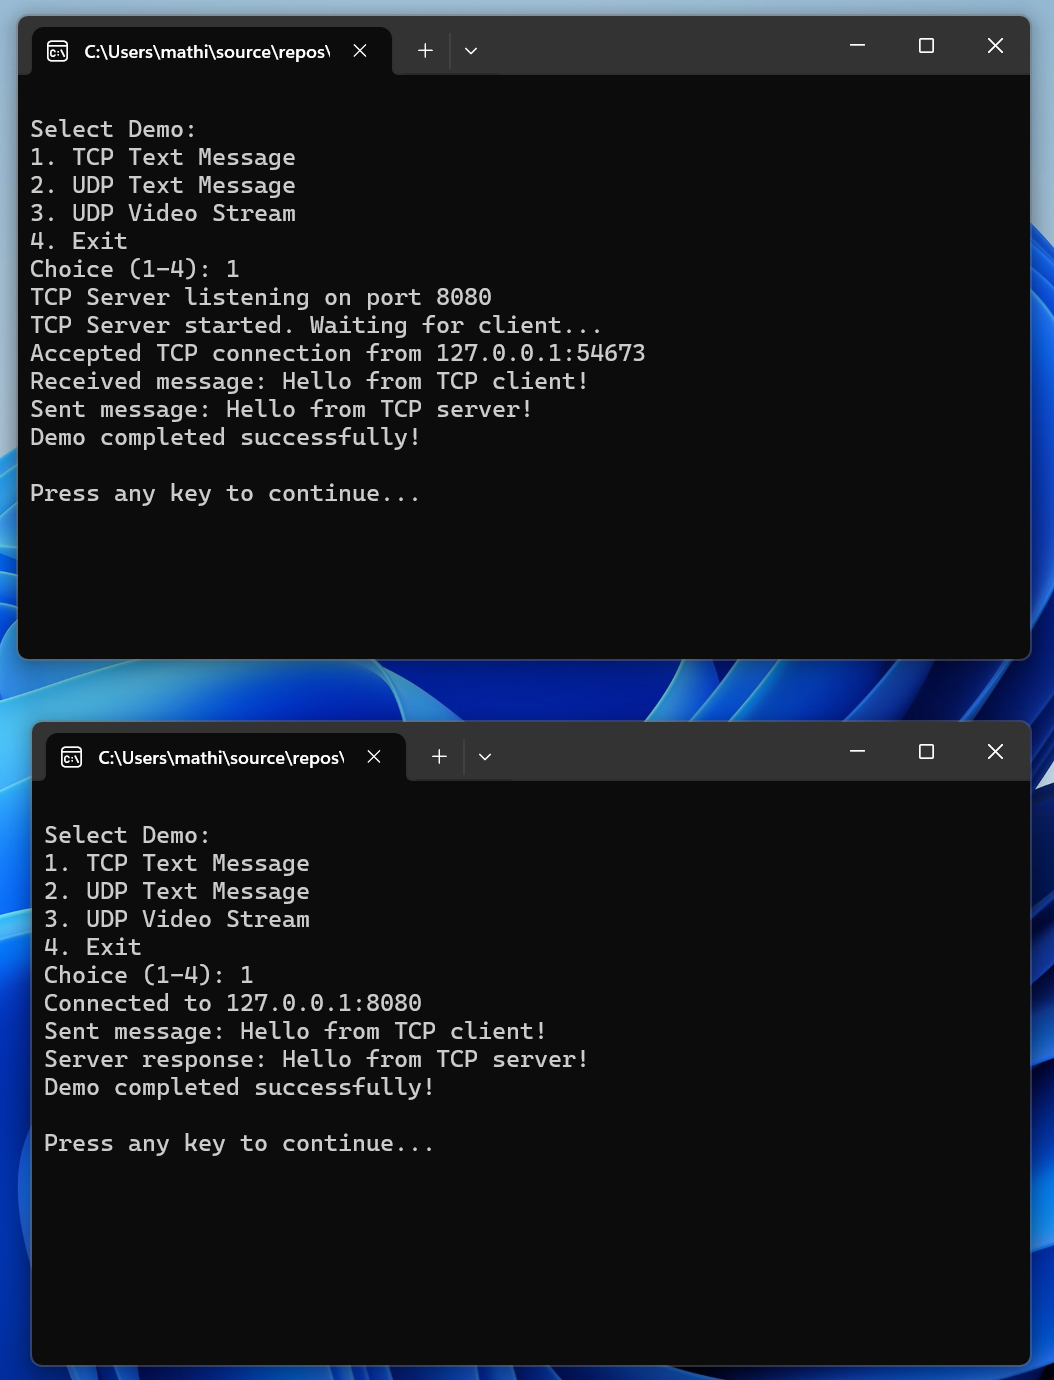 C:\Users\mathi\source\repos\
Select Demo:
1. TCP Text Message
2. UDP Text Message
3. UDP Video Stream
4. Exit
Choice (1-4): 1
TCP Server listening on port 8080
TCP Server started. Waiting for client...
Accepted TCP connection from 127.0.0.1:54673
Received message: Hello from TCP client!
Sent message: Hello from TCP server!
Demo completed successfully!
Press any key to continue...
C:\Users\mathi\source\repos\
Select Demo:
1. TCP Text Message
2. UDP Text Message
3. UDP Video Stream
4. Exit
Choice (1-4): 1
Connected to 127.0.0.1:8080
Sent message: Hello from TCP client!
Server response: Hello from TCP server!
Demo completed successfully!
Press any key to continue...